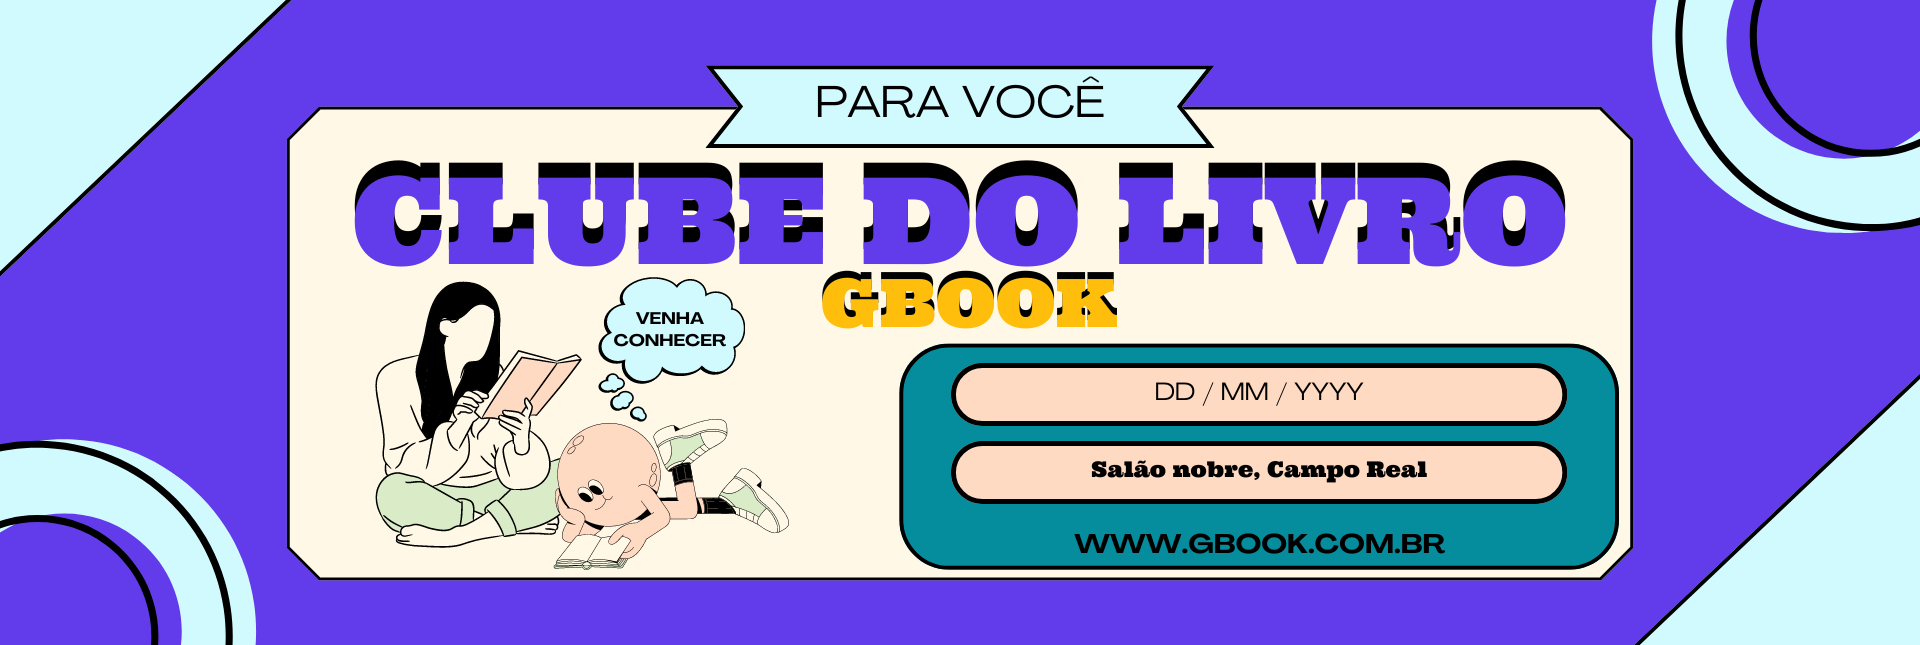 PARA VOCÊ
CLUBE DO LIVRO
GBOOK
VENHA
CONHECER
DD / MM / YYYY
Salão nobre, Campo Real
WWW.GBOOK.COM.BR